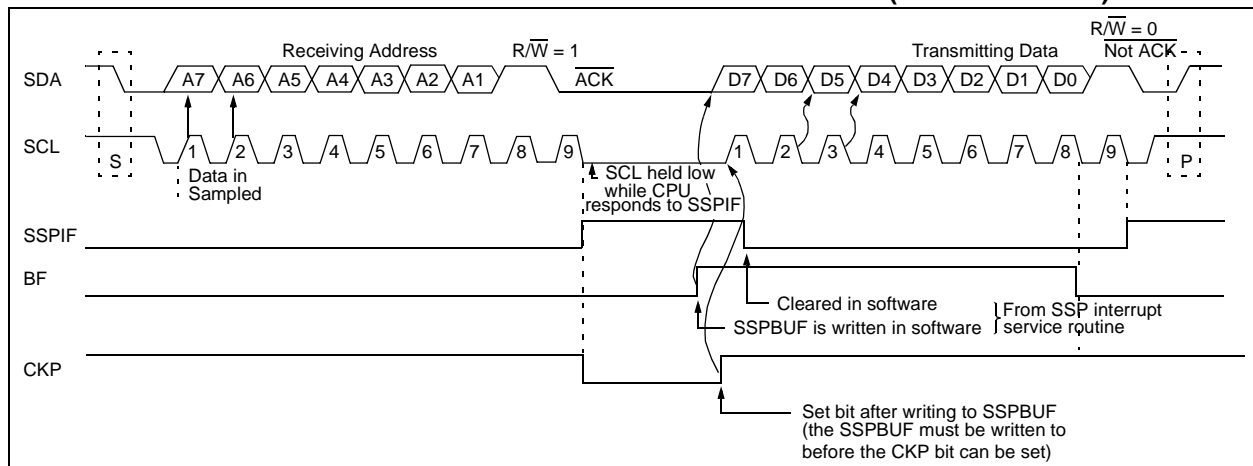 R/W = 0
Receiving Address R/W = 1 Transmitting Data Not ACK
SDA A7 A6 A5 A4 A3 A2 A1 ACK D7 D6 D5 D4 D3 D2 D1 D0
SCL S 1 2 3 4 5 6 7 8 9 1 2 3 4 5 6 7 8 9 P
Data in
Sampled
SCL held low
while CPU
responds to SSPIF
SSPIF
BF
Cleared in software
SSPBUF is written in software
From SSP interrupt
service routine
CKP
Set bit after writing to SSPBUF
(the SSPBUF must be written to
before the CKP bit can be set)